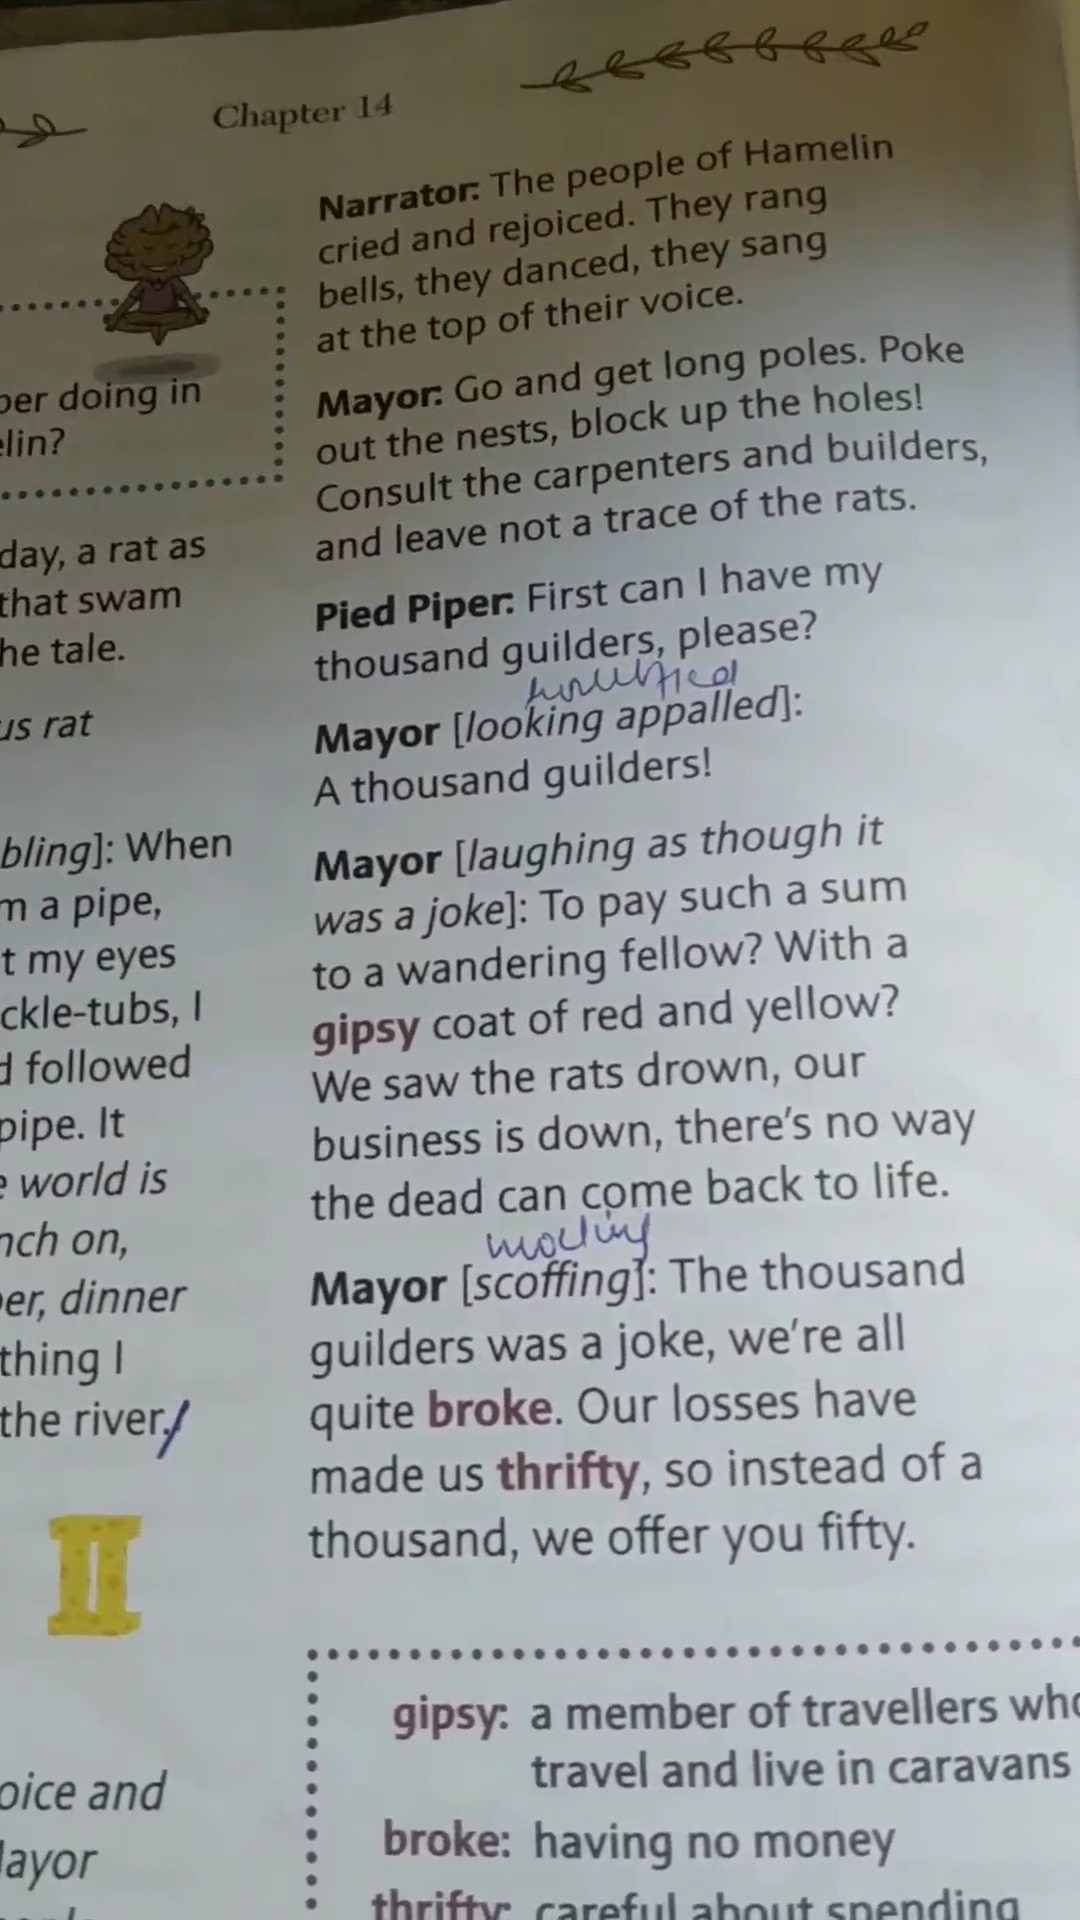 Chapter 14
per doing in
elin?
day, a rat as
that swam
he tale.
us rat
bling]: When
m a pipe,
t my eyes
ckle-tubs, I
d followed
pipe. It
e world is
nch on,
per, dinner
thing I
the river.
II
oice and
layor
Narrator: The people of Hamelin
cried and rejoiced. They rang
bells, they danced, they sang
at the top of their voice.
Mayor: Go and get long poles. Poke
out the nests, block up the holes!
Consult the carpenters and builders,
and leave not a trace of the rats.
Pied Piper: First can I have my
thousand guilders, please?
Mayor [looking appalled]:
A thousand guilders!
Mayor [laughing as though it
was a joke]: To pay such a sum
to a wandering fellow? With a
gipsy coat of red and yellow?
We saw the rats drown, our
business is down, there's no way
the dead can come back to life.
mocking
Mayor [scoffing]: The thousand
guilders was a joke, we're all
quite broke. Our losses have
made us thrifty, so instead of a
thousand, we offer you fifty.
gipsy: a member of travellers who
travel and live in caravans
broke: having no money
thrifty: careful about spending